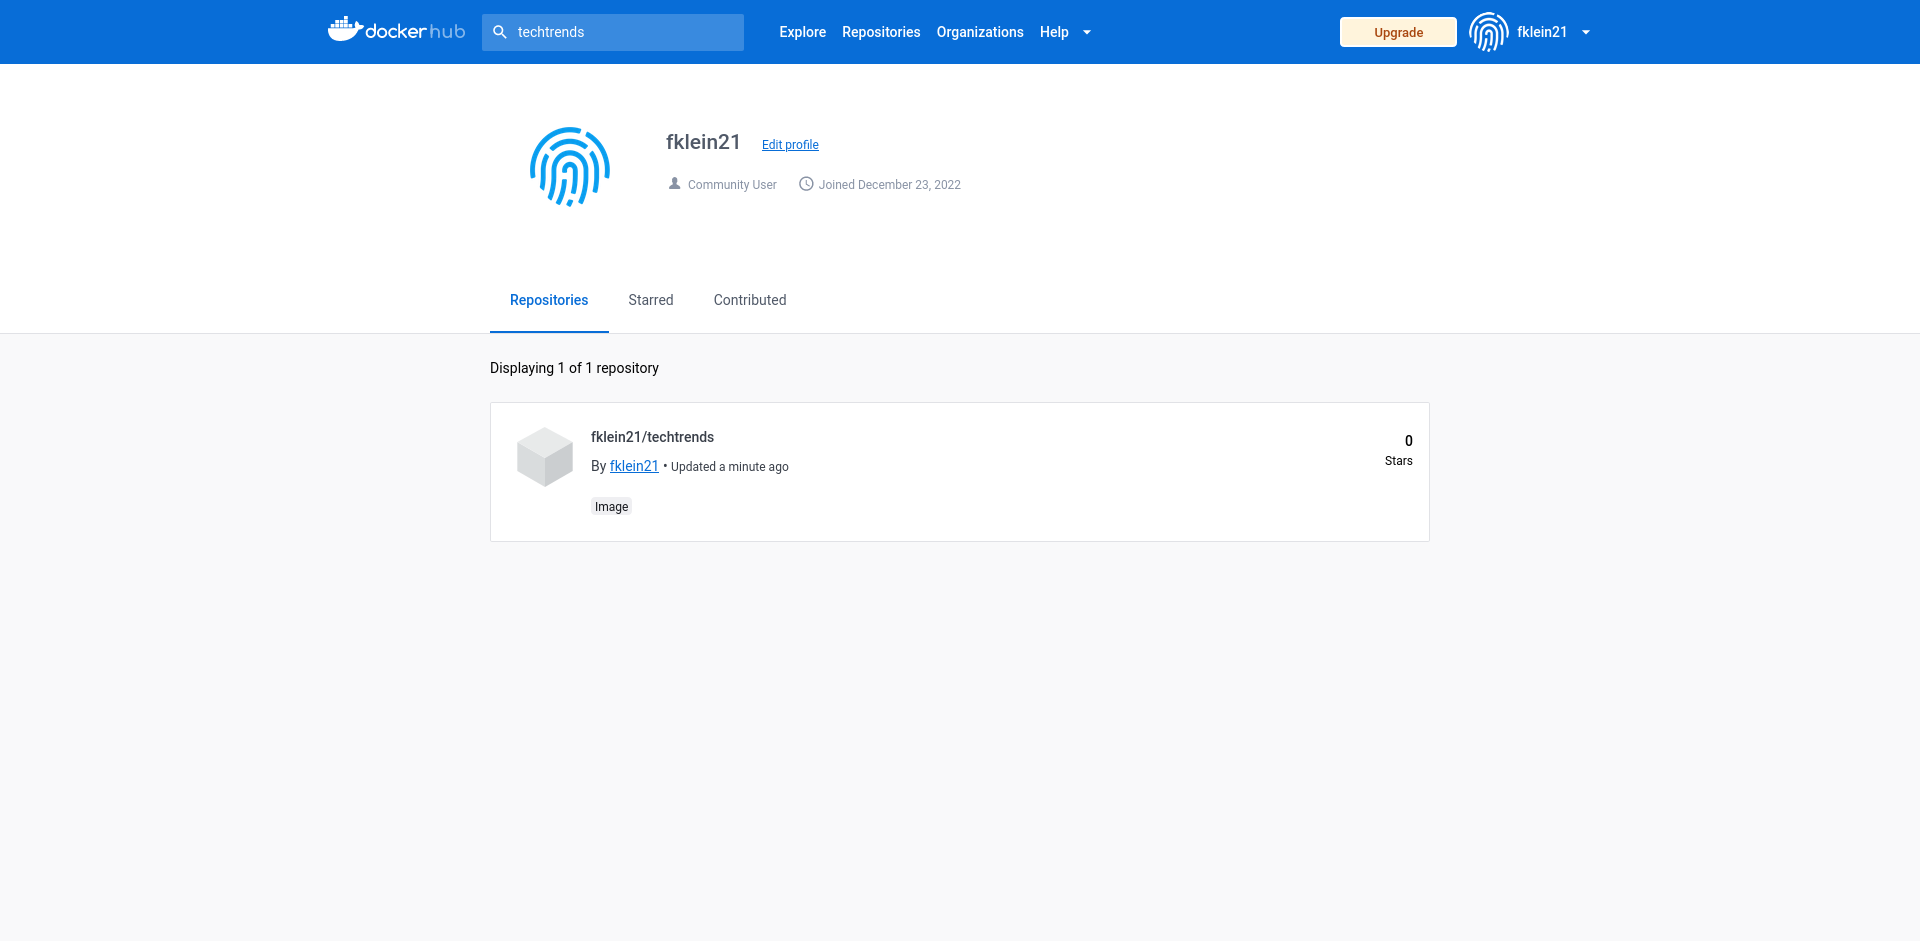 docker hub techtrends Explore Repositories Organizations Help Upgrade fklein21
fklein21 Edit profile
Community User Joined December 23, 2022
Repositories Starred Contributed
Displaying 1 of 1 repository
fklein21/techtrends
By fklein21 • Updated a minute ago
Image
0
Stars